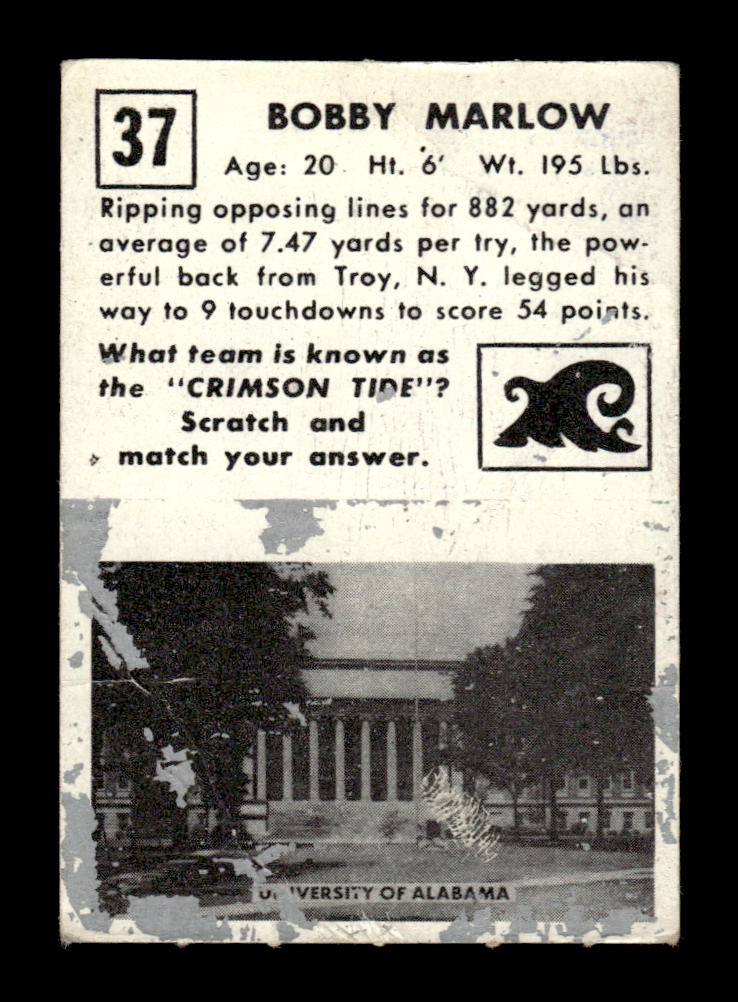 37
BOBBY MARLOW
Age: 20 Ht. 6' Wt. 195 Lbs.
Ripping opposing lines for 882 yards, an
average of 7.47 yards per try, the pow-
erful back from Troy, N. Y. legged his
way to 9 touchdowns to score 54 points.
What team is known as
the "CRIMSON TIDE"?
Scratch and
match your answer.
UNIVERSITY OF ALABAMA